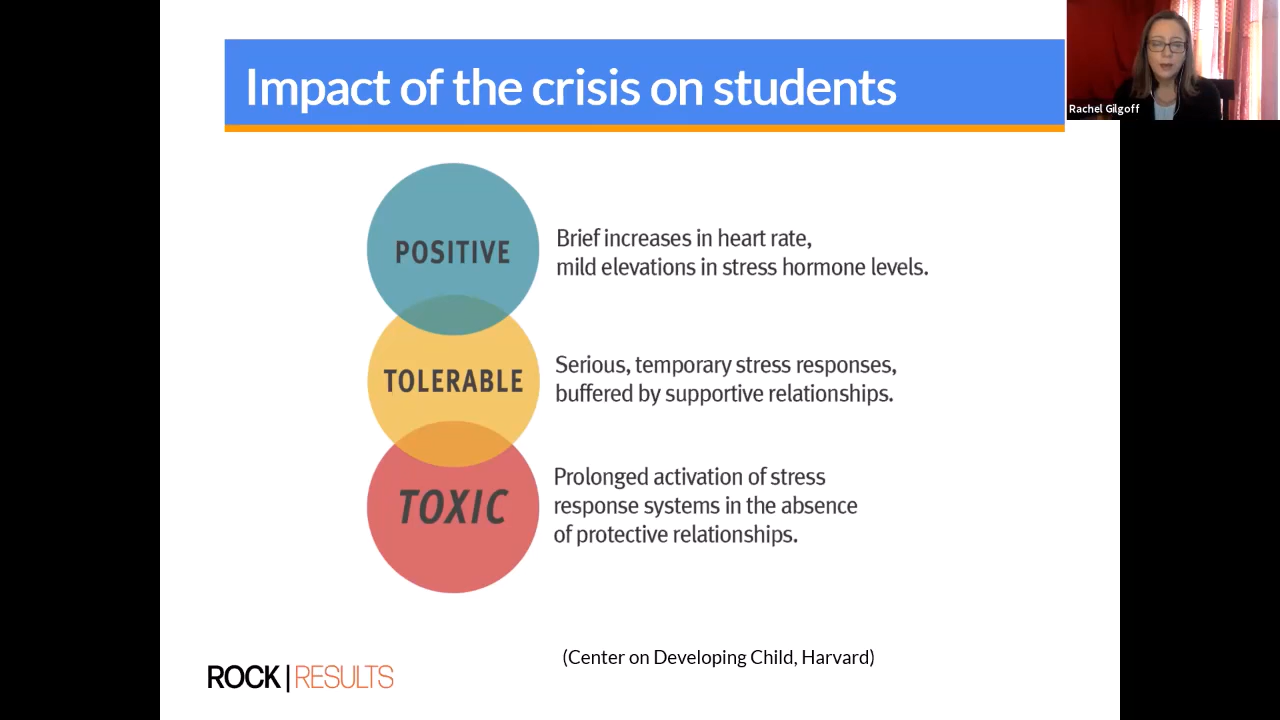 Impact of the crisis on students
Rachel Gilgoff
POSITIVE
Brief increases in heart rate,
mild elevations in stress hormone levels.
TOLERABLE
Serious, temporary stress responses,
buffered by supportive relationships.
TOXIC
Prolonged activation of stress
response systems in the absence
of protective relationships.
(Center on Developing Child, Harvard)
ROCK|RESULTS